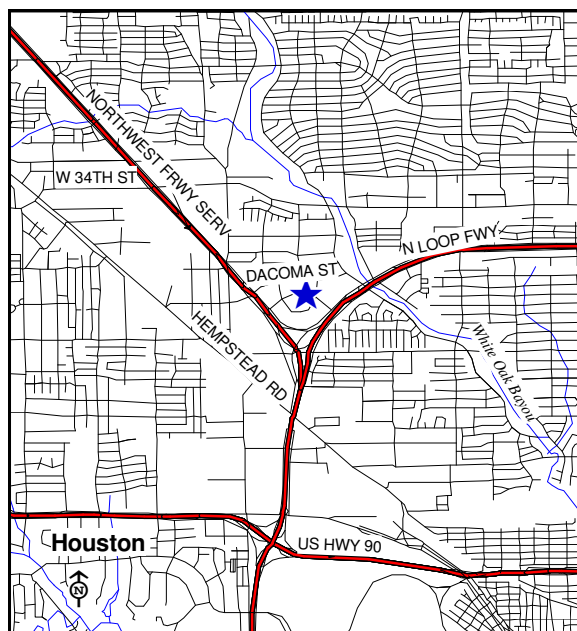 NORTHWEST FRWY SERV
W 34TH ST
N LOOP FWY
DACOMA ST
HEMPSTEAD RD
White Oak Bayou
US HWY 90
Houston
N